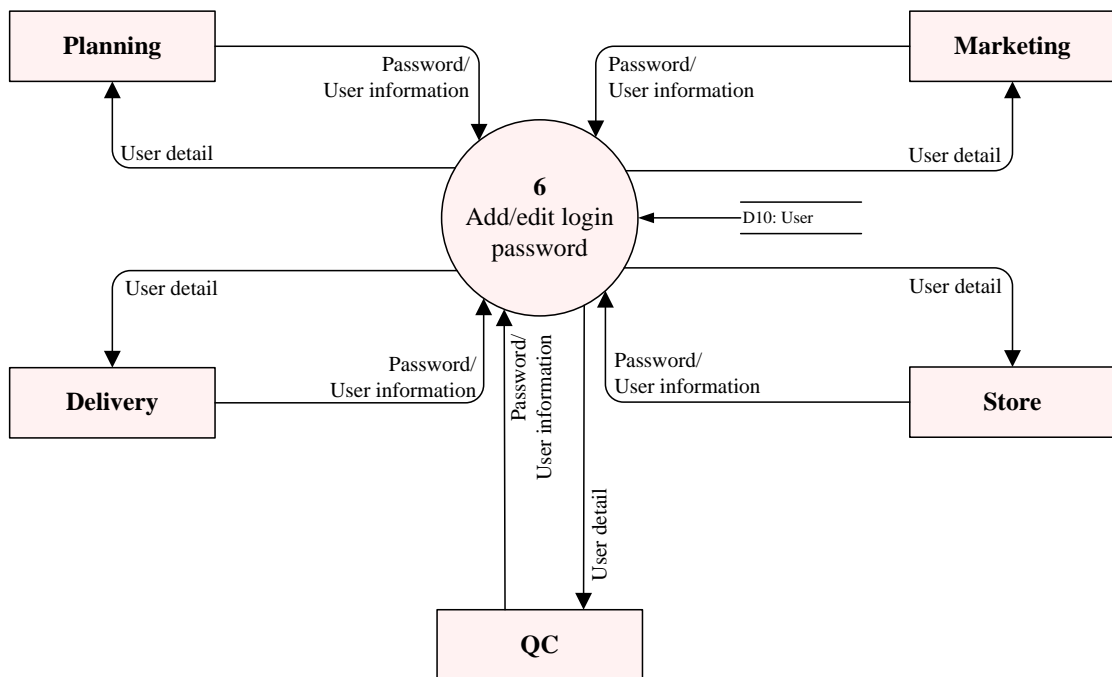 Planning
Marketing
Password/
User information
Password/
User information
User detail
User detail
6
Add/edit login
password
D10: User
User detail
User detail
Password/
User information
Password/
User information
Password/
User information
Delivery
Store
User detail
QC